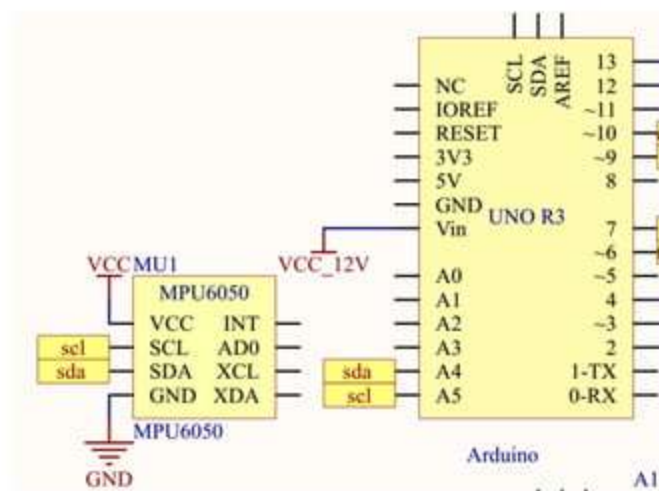 VCC MU1
MPU6050
VCC INT
scl SCL AD0
sda SDA XCL
GND XDA
MPU6050
GND
SCL SDA AREF
13
NC 12
IOREF ~11
RESET ~10
3V3 ~9
5V 8
GND
UNO R3
Vin 7
VCC_12V
~6
A0 ~5
A1 4
A2 ~3
A3 2
sda A4 1-TX
scl A5 0-RX
Arduino
A1